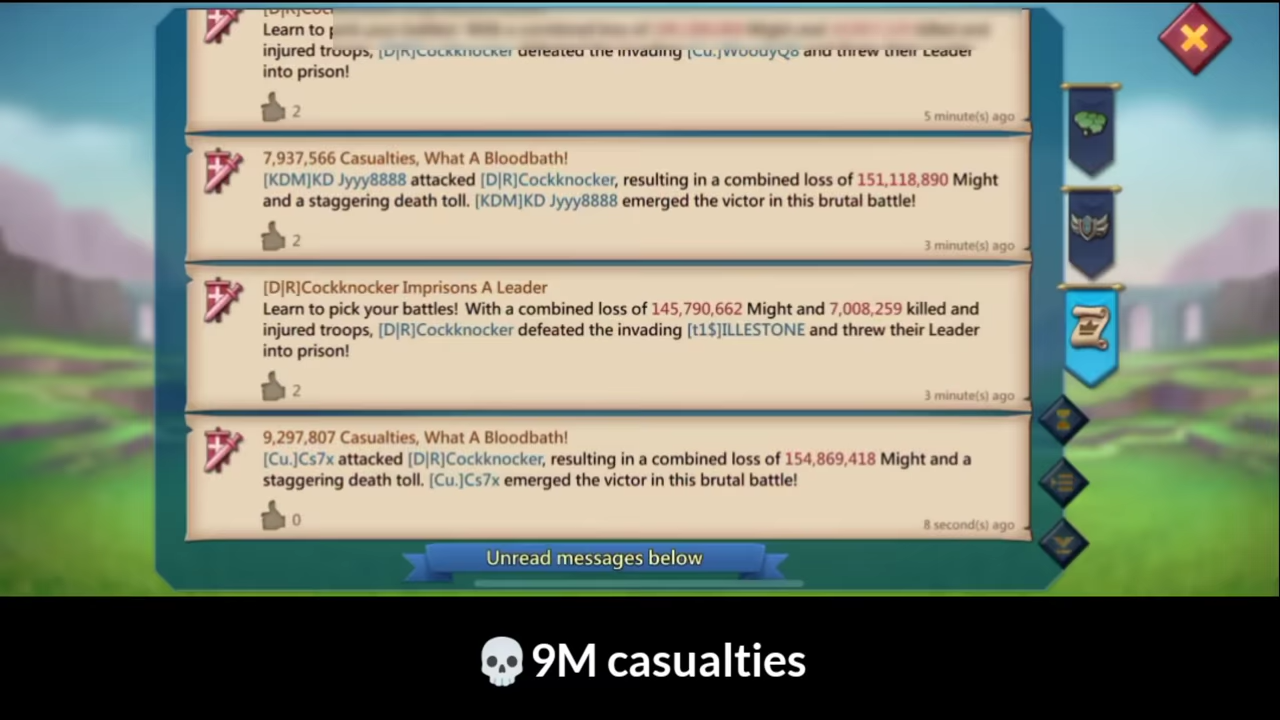 Learn to
injured troops, [D|R]Cockknocker defeated the invading [Cu.]WoodyQ8 and threw their Leader
into prison!
2
5 minute(s) ago
7,937,566 Casualties, What A Bloodbath!
[KDM]KD Jyyy8888 attacked [D|R]Cockknocker, resulting in a combined loss of 151,118,890 Might
and a staggering death toll. [KDM]KD Jyyy8888 emerged the victor in this brutal battle!
2
3 minute(s) ago
[D|R]Cockknocker Imprisons A Leader
Learn to pick your battles! With a combined loss of 145,790,662 Might and 7,008,259 killed and
injured troops, [D|R]Cockknocker defeated the invading [t1$]ILLESTONE and threw their Leader
into prison!
2
3 minute(s) ago
9,297,807 Casualties, What A Bloodbath!
[Cu.]Cs7x attacked [D|R]Cockknocker, resulting in a combined loss of 154,869,418 Might and a
staggering death toll. [Cu.]Cs7x emerged the victor in this brutal battle!
0
8 second(s) ago
Unread messages below
💀9M casualties